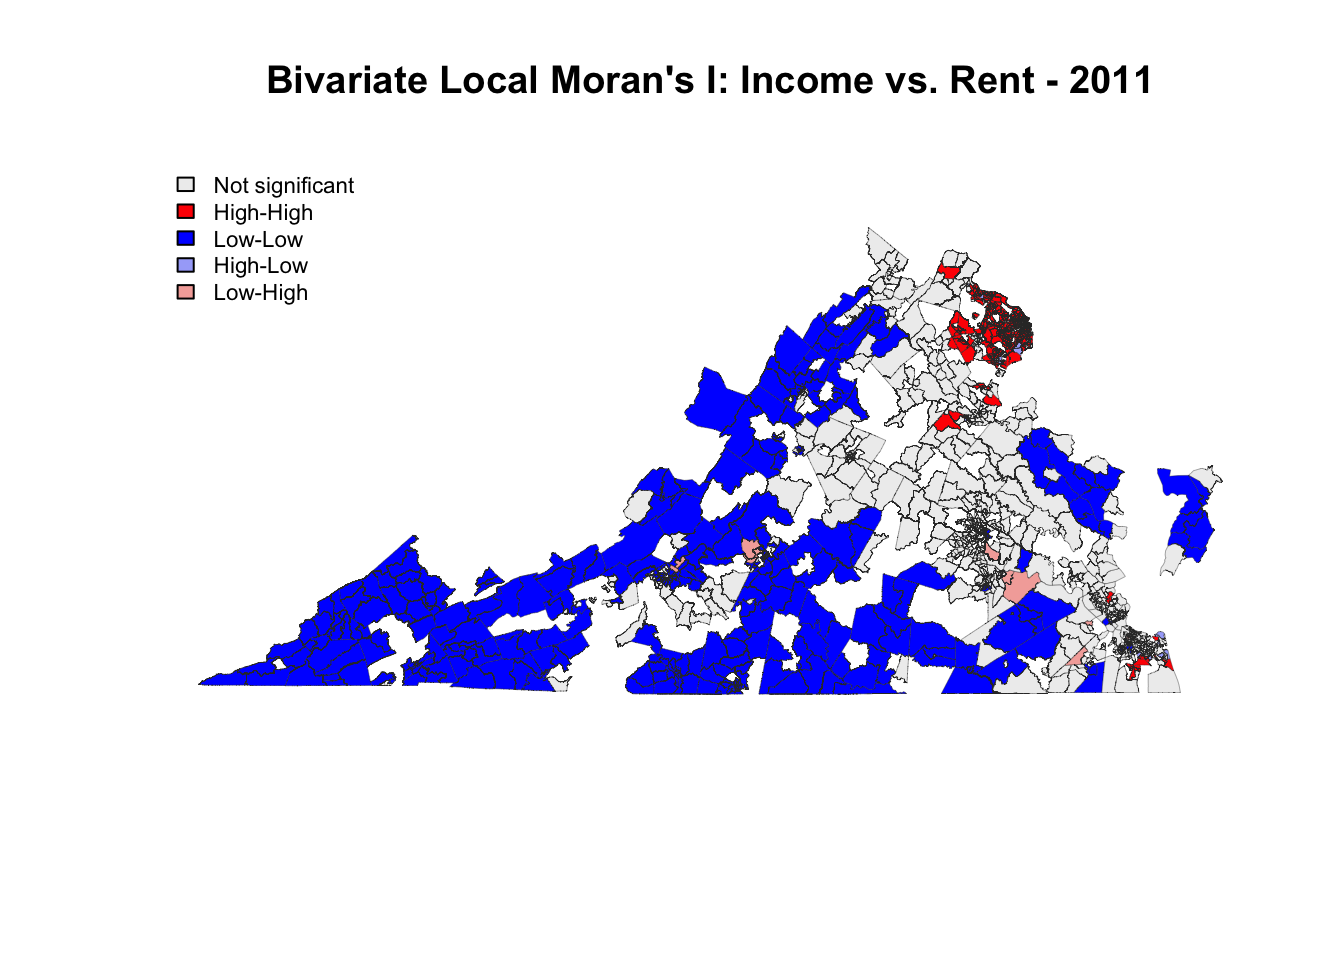 Bivariate Local Moran's I: Income vs. Rent - 2011
Not significant
High-High
Low-Low
High-Low
Low-High